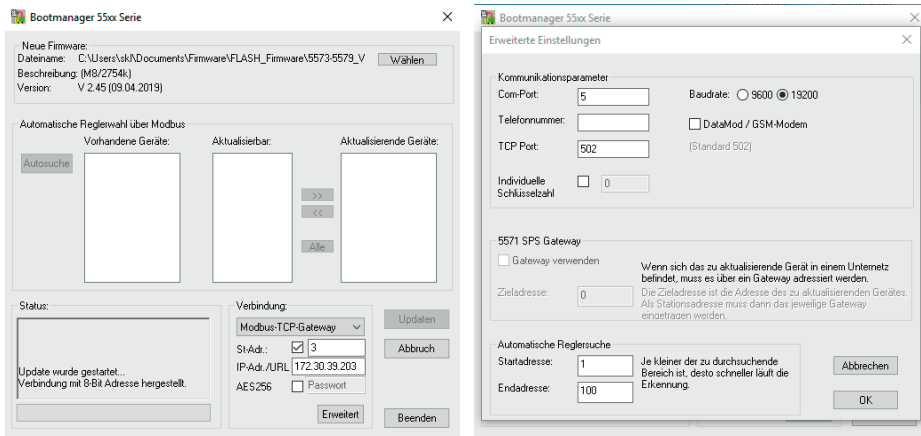 Bootmanager 55xx Serie
Neue Firmware:
Dateiname: C:\Users\skl\Documents\Firmware\FLASH_Firmware\5573-5579_V
Wählen
Beschreibung: (M8/2754k)
Version: V 2.45 (09.04.2019)
Automatische Reglerwahl über Modbus
Vorhandene Geräte: Aktualisierbar: Aktualisierende Geräte:
Autosuche
>>
<<
Alle
Status:
Update wurde gestartet...
Verbindung mit 8-Bit Adresse hergestellt.
Verbindung:
Modbus-TCP-Gateway
St-Adr.: 3
IP-Adr./URL 172.30.39.203
AES256 Passwort
Erweitert
Updaten
Abbruch
Beenden
Bootmanager 55xx Serie
Erweiterte Einstellungen
Kommunikationsparameter
Com-Port: 5 Baudrate: 9600 19200
Telefonnummer: DataMod / GSM-Modem
TCP Port: 502 (Standard 502)
Individuelle
Schlüsselzahl 0
5571 SPS Gateway
Gateway verwenden
Wenn sich das zu aktualisierende Gerät in einem Unternetz
befindet, muss es über ein Gateway adressiert werden.
Zieladresse: 0
Die Zieladresse ist die Adresse des zu aktualisierenden Gerätes.
Als Stationsadresse muss dann das jeweilige Gateway
eingetragen werden.
Automatische Reglersuche
Startadresse: 1
Endadresse: 100
Je kleiner der zu durchsuchende
Bereich ist, desto schneller läuft die
Erkennung.
Abbrechen
OK